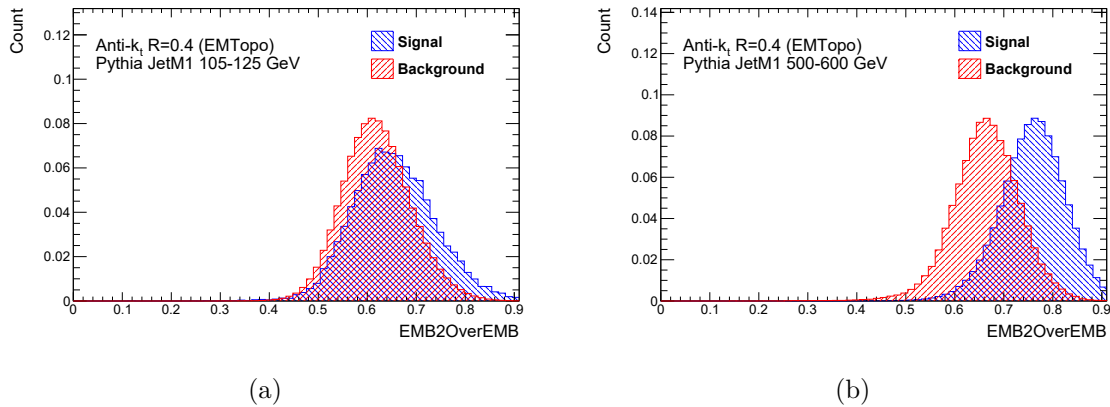 Count
0.12
0.1
0.08
0.06
0.04
0.02
0
Anti-kt R=0.4 (EMTopo)
Pythia JetM1 105-125 GeV
Signal
Background
0 0.1 0.2 0.3 0.4 0.5 0.6 0.7 0.8 0.9
EMB2OverEMB
(a)
Count
0.14
0.12
0.1
0.08
0.06
0.04
0.02
0
Anti-kt R=0.4 (EMTopo)
Pythia JetM1 500-600 GeV
Signal
Background
0 0.1 0.2 0.3 0.4 0.5 0.6 0.7 0.8 0.9
EMB2OverEMB
(b)